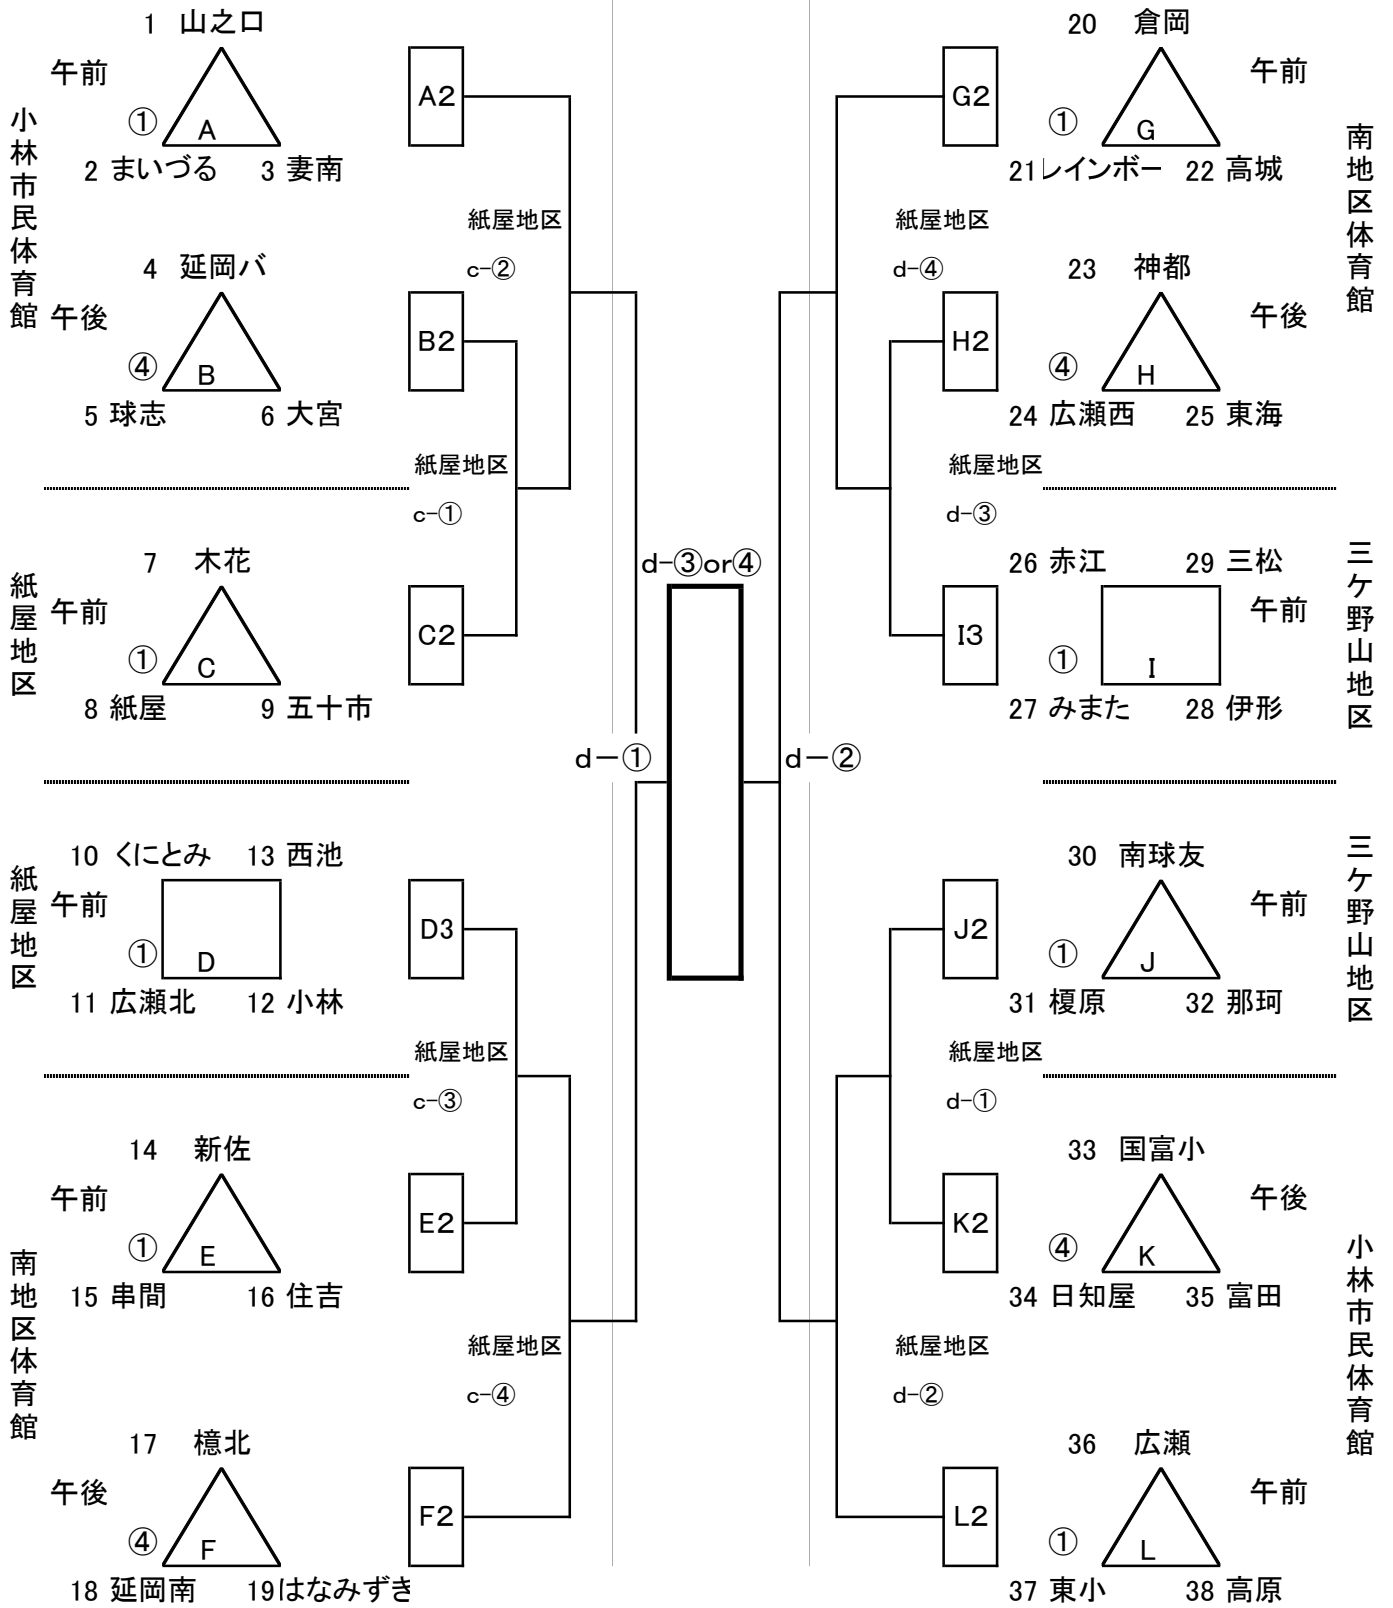 小林市民体育館
午前
1 山之口
①
A
2 まいづる 3 妻南
A2
午後
4 延岡バ
④
B
5 球志 6 大宮
B2
紙屋地区
c-②
紙屋地区
c-①
紙屋地区
午前
7 木花
①
C
8 紙屋 9 五十市
C2
紙屋地区
午前
10 くにとみ 13 西池
①
D
11 広瀬北 12 小林
D3
紙屋地区
c-③
南地区体育館
午前
14 新佐
①
E
15 串間 16 住吉
E2
紙屋地区
c-④
午後
17 檍北
④
F
18 延岡南 19はなみずき
F2
d-③or④
d-①
d-②
20 倉岡
午前
①
G
21レインボー 22 高城
G2
南地区体育館
紙屋地区
d-④
23 神都
午後
④
H
24 広瀬西 25 東海
H2
紙屋地区
d-③
26 赤江 29 三松
午前
①
I
27 みまた 28 伊形
I3
三ケ野山地区
30 南球友
午前
①
J
31 榎原 32 那珂
J2
三ケ野山地区
紙屋地区
d-①
33 国富小
午後
④
K
34 日知屋 35 富田
K2
小林市民体育館
紙屋地区
d-②
36 広瀬
午前
①
L
37 東小 38 高原
L2